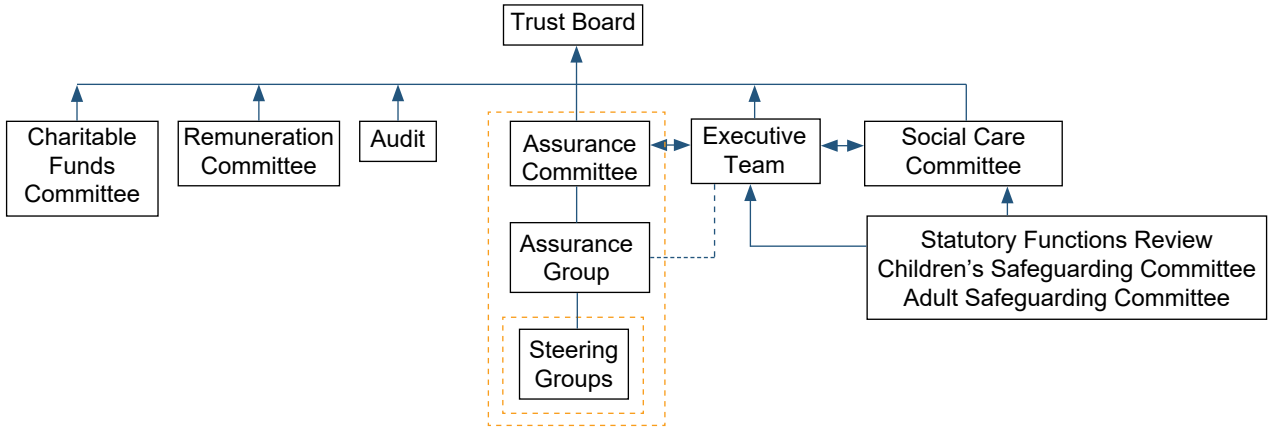 Trust Board
Charitable
Funds
Committee
Remuneration
Committee
Audit
Assurance
Committee
Executive
Team
Social Care
Committee
Assurance
Group
Statutory Functions Review
Children’s Safeguarding Committee
Adult Safeguarding Committee
Steering
Groups